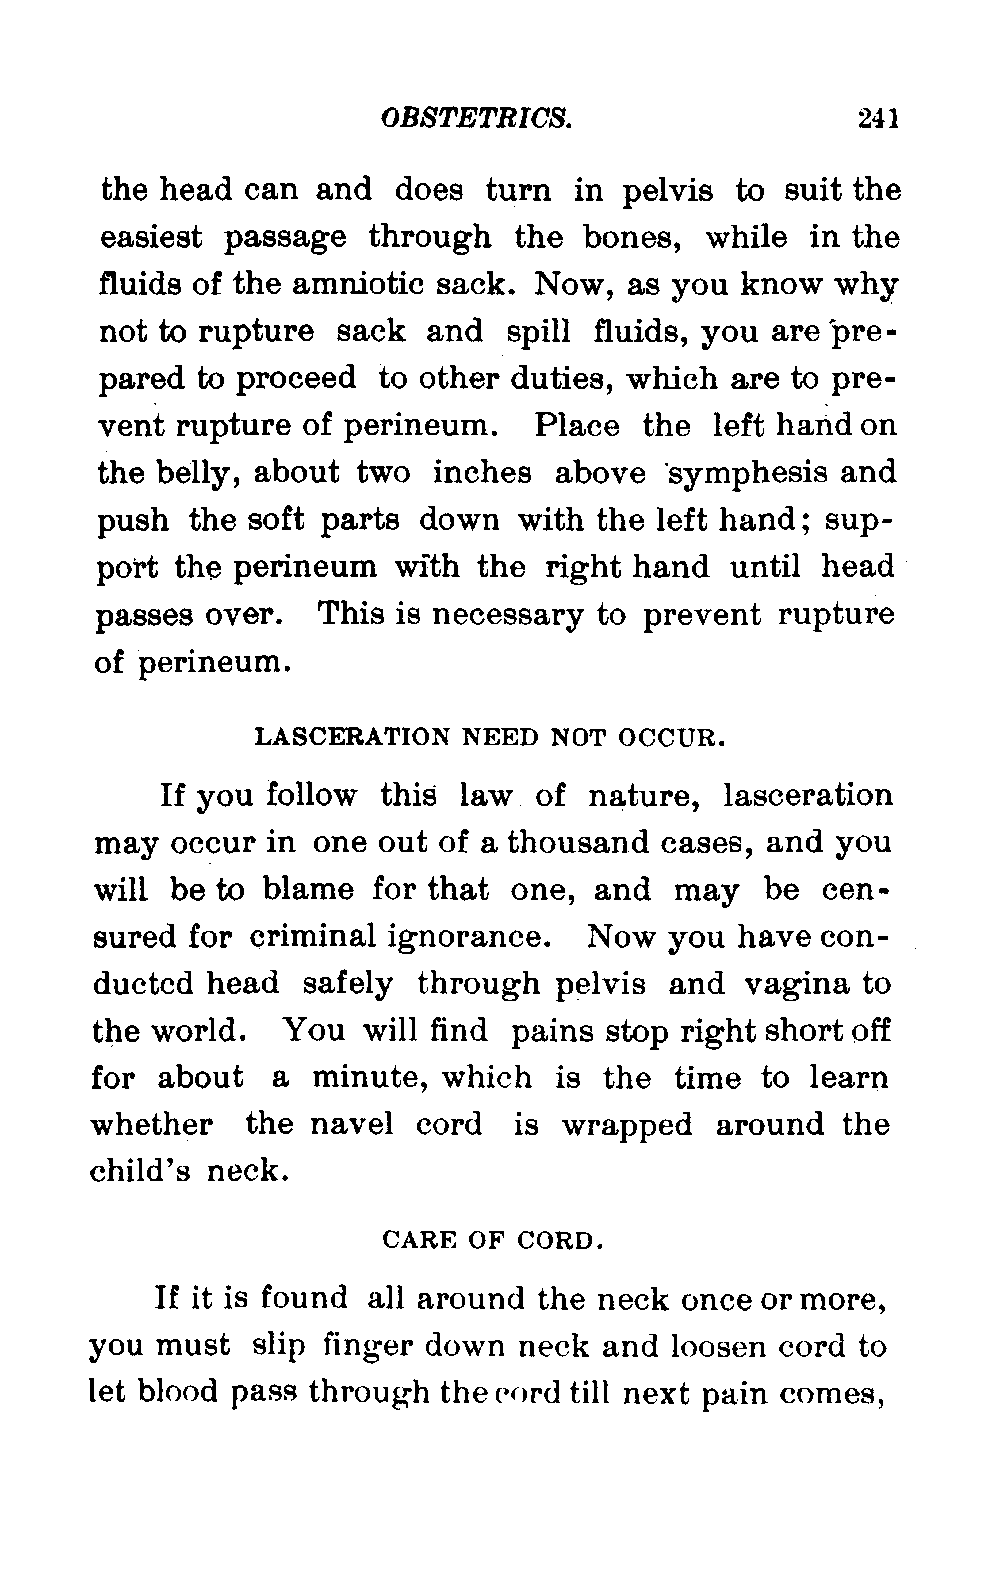 OBSTETRICS. 241
the head can and does turn in pelvis to suit the
easiest passage through the bones, while in the
fluids of the amniotic sack. Now, as you know why
not to rupture sack and spill fluids, you are pre-
pared to proceed to other duties, which are to pre-
vent rupture of perineum. Place the left hand on
the belly, about two inches above symphesis and
push the soft parts down with the left hand; sup-
port the perineum with the right hand until head
passes over. This is necessary to prevent rupture
of perineum.
LASCERATION NEED NOT OCCUR.
If you follow this law of nature, lasceration
may occur in one out of a thousand cases, and you
will be to blame for that one, and may be cen-
sured for criminal ignorance. Now you have con-
ducted head safely through pelvis and vagina to
the world. You will find pains stop right short off
for about a minute, which is the time to learn
whether the navel cord is wrapped around the
child's neck.
CARE OF CORD.
If it is found all around the neck once or more,
you must slip finger down neck and loosen cord to
let blood pass through the cord till next pain comes,